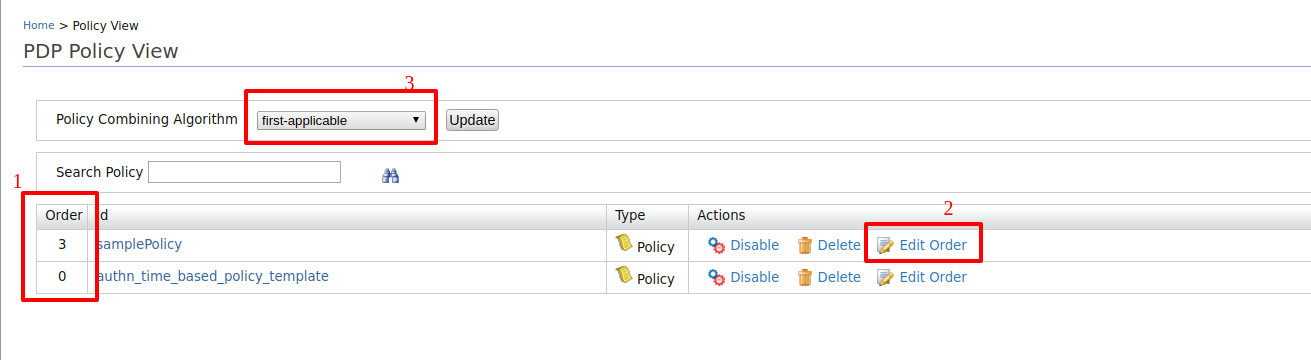 Home > Policy View
PDP Policy View
3
Policy Combining Algorithm first-applicable Update
Search Policy
1
2
Order Id Type Actions
3 samplePolicy Policy Disable Delete Edit Order
0 authn_time_based_policy_template Policy Disable Delete Edit Order